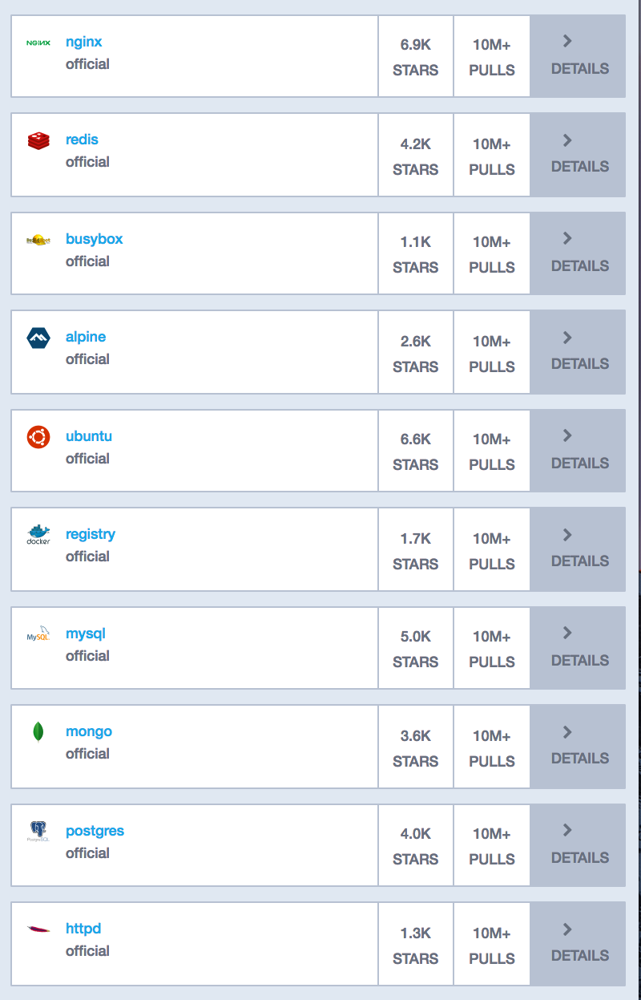 NGINX
nginx
official
6.9K
STARS
10M+
PULLS
DETAILS
redis
official
4.2K
STARS
10M+
PULLS
DETAILS
busybox
official
1.1K
STARS
10M+
PULLS
DETAILS
alpine
official
2.6K
STARS
10M+
PULLS
DETAILS
ubuntu
official
6.6K
STARS
10M+
PULLS
DETAILS
docker
registry
official
1.7K
STARS
10M+
PULLS
DETAILS
MySQL
mysql
official
5.0K
STARS
10M+
PULLS
DETAILS
mongo
official
3.6K
STARS
10M+
PULLS
DETAILS
PostgreSQL
postgres
official
4.0K
STARS
10M+
PULLS
DETAILS
httpd
official
1.3K
STARS
10M+
PULLS
DETAILS